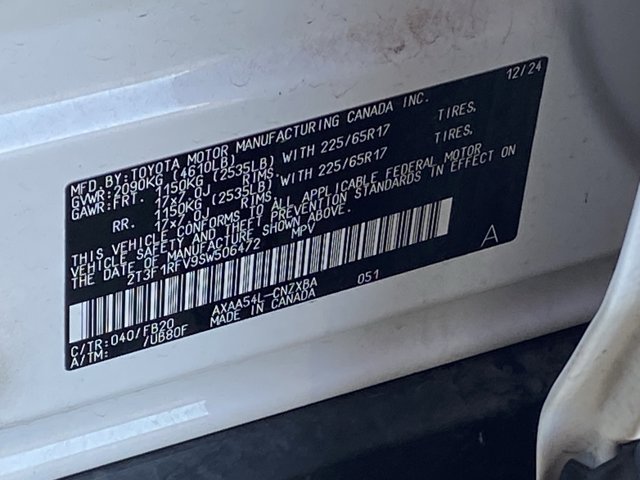 12/24
MFD.BY:TOYOTA MOTOR MANUFACTURING CANADA INC.
GVWR:2090KG (4610LB)
GAWR:FRT. 1150KG (2535LB) WITH 225/65R17 TIRES,
17x7.0J RIMS.
RR. 1150KG (2535LB) WITH 225/65R17 TIRES,
17x7.0J RIMS.
THIS VEHICLE CONFORMS TO ALL APPLICABLE FEDERAL MOTOR
VEHICLE SAFETY AND THEFT PREVENTION STANDARDS IN EFFECT ON
THE DATE OF MANUFACTURE SHOWN ABOVE.
2T3F1RFV9SW506472 MPV
A
051
C/TR:040/FB20 AXAA54L-CNZXBA
A/TM: /UB80F MADE IN CANADA